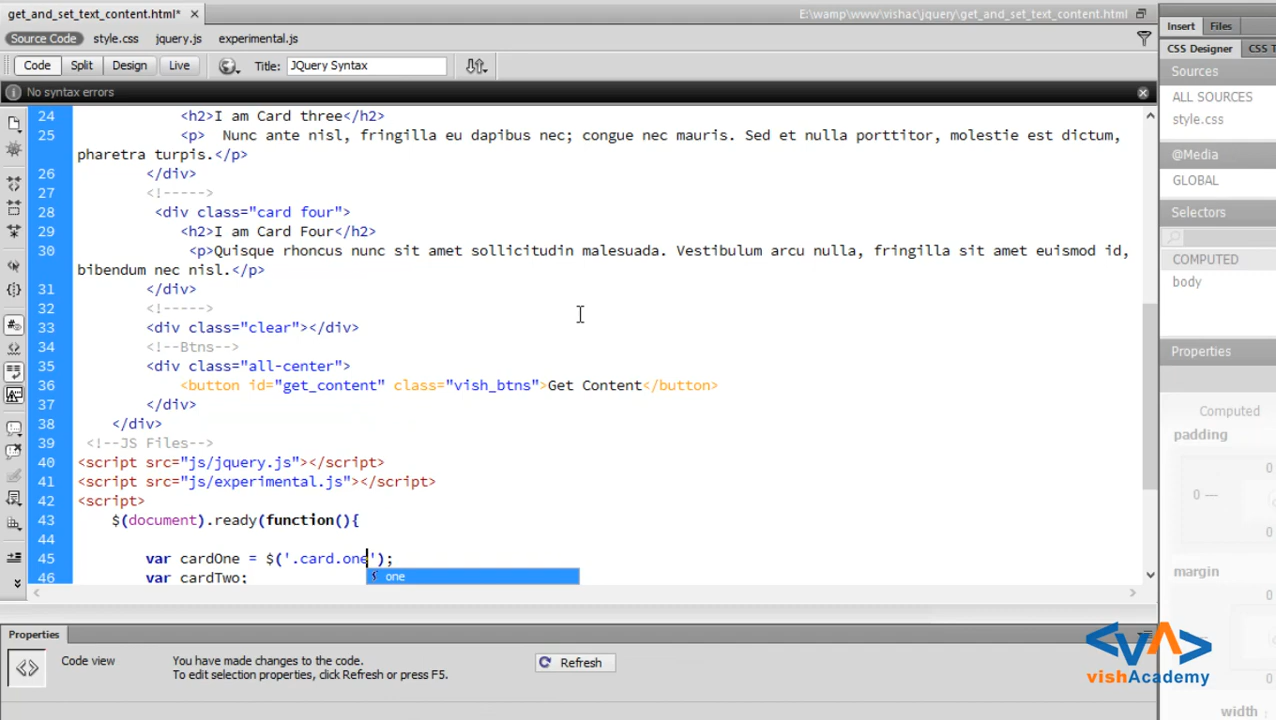 get_and_set_text_content.html* ×
E:\wamp\www\vishac\jquery\get_and_set_text_content.html
Insert Files
Source Code style.css jquery.js experimental.js
CSS Designer CSS T
Code Split Design Live Title: JQuery Syntax
Sources
No syntax errors
ALL SOURCES
style.css
@Media
GLOBAL
Selectors
COMPUTED
body
Properties
Computed
padding
0
0
0
margin
0
0
width
24 <h2>I am Card three</h2>
25 <p>  Nunc ante nisl, fringilla eu dapibus nec; congue nec mauris. Sed et nulla porttitor, molestie est dictum,
pharetra turpis.</p>
26 </div>
27 <!----->
28 <div class="card four">
29 <h2>I am Card Four</h2>
30 <p>Quisque rhoncus nunc sit amet sollicitudin malesuada. Vestibulum arcu nulla, fringilla sit amet euismod id,
bibendum nec nisl.</p>
31 </div>
32 <!----->
33 <div class="clear"></div>
34 <!--Btns-->
35 <div class="all-center">
36 <button id="get_content" class="vish_btns">Get Content</button>
37 </div>
38 </div>
39 <!--JS Files-->
40 <script src="js/jquery.js"></script>
41 <script src="js/experimental.js"></script>
42 <script>
43 $(document).ready(function(){
44
45 var cardOne = $('.card.one');
46 var cardTwo;
one
Properties
Code view
You have made changes to the code.
To edit selection properties, click Refresh or press F5.
Refresh
vishAcademy